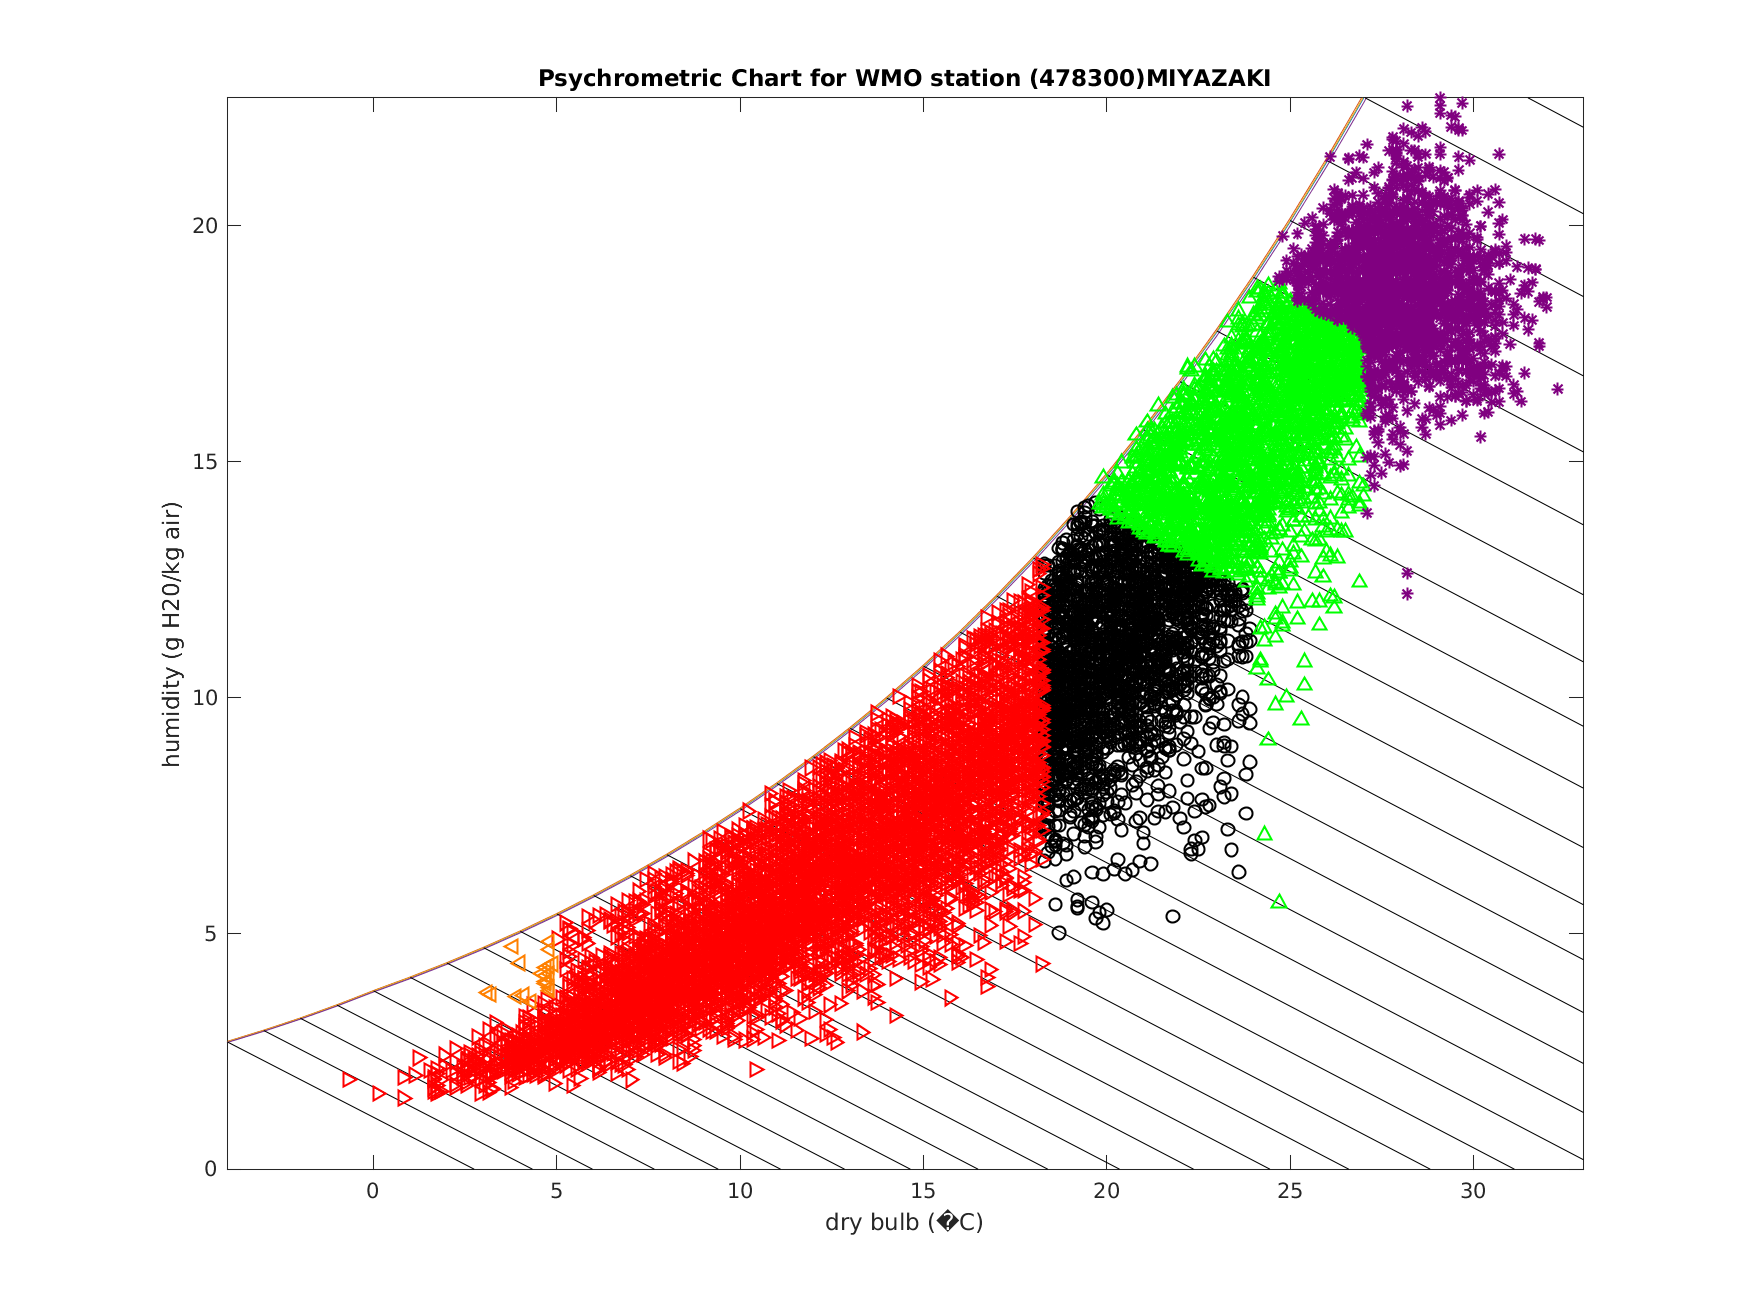 Psychrometric Chart for WMO station (478300)MIYAZAKI
20
15
10
5
0
humidity (g H20/kg air)
0 5 10 15 20 25 30
dry bulb (�C)